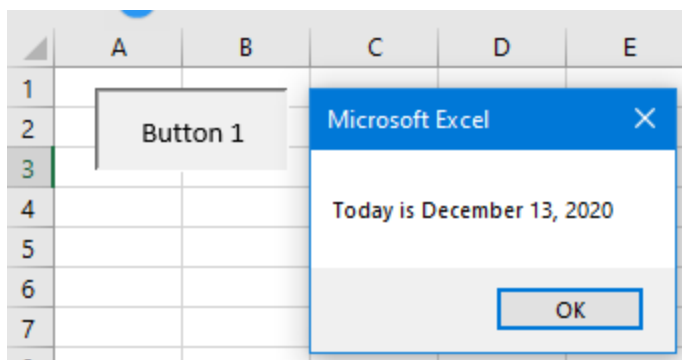 A B C D E
1
2 Button 1 Microsoft Excel
3
4 Today is December 13, 2020
5
6
7 OK